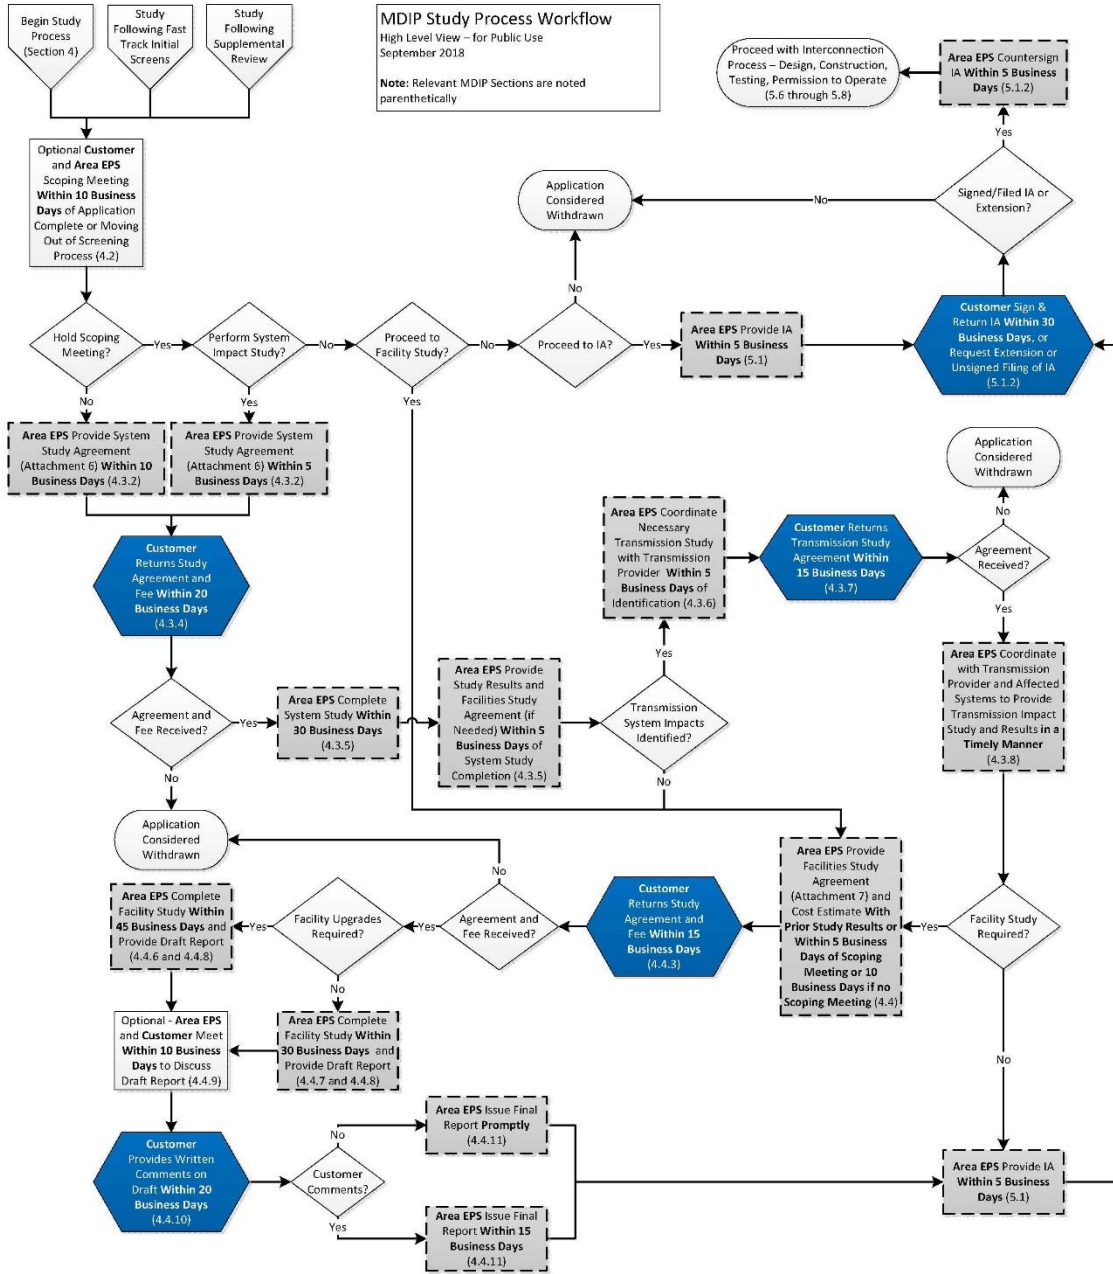 Begin Study
Process
(Section 4)
Study
Following Fast
Track Initial
Screens
Study
Following
Supplemental
Review
MDIP Study Process Workflow
High Level View – for Public Use
September 2018
Note: Relevant MDIP Sections are noted
parenthetically
Proceed with Interconnection
Process – Design, Construction,
Testing, Permission to Operate
(5.6 through 5.8)
Area EPS Countersign
IA Within 5 Business
Days (5.1.2)
Yes
Optional Customer
and Area EPS
Scoping Meeting
Within 10 Business
Days of Application
Complete or Moving
Out of Screening
Process (4.2)
Application
Considered
Withdrawn
No
Signed/Filed IA or
Extension?
No
Hold Scoping
Meeting?
Yes
Perform System
Impact Study?
No
Proceed to
Facility Study?
No
Proceed to IA?
Yes
Area EPS Provide IA
Within 5 Business
Days (5.1)
Customer Sign &
Return IA Within 30
Business Days, or
Request Extension or
Unsigned Filing of IA
(5.1.2)
No
Yes
Yes
Area EPS Provide System
Study Agreement
(Attachment 6) Within 10
Business Days (4.3.2)
Area EPS Provide System
Study Agreement
(Attachment 6) Within 5
Business Days (4.3.2)
Application
Considered
Withdrawn
No
Area EPS Coordinate
Necessary
Transmission Study
with Transmission
Provider Within 5
Business Days of
Identification (4.3.6)
Customer Returns
Transmission Study
Agreement Within
15 Business Days
(4.3.7)
Agreement
Received?
Yes
Customer
Returns Study
Agreement and
Fee Within 20
Business Days
(4.3.4)
Yes
Area EPS Coordinate
with Transmission
Provider and Affected
Systems to Provide
Transmission Impact
Study and Results in a
Timely Manner
(4.3.8)
Agreement and
Fee Received?
Yes
Area EPS Complete
System Study Within
30 Business Days
(4.3.5)
Area EPS Provide
Study Results and
Facilities Study
Agreement (if
Needed) Within 5
Business Days of
System Study
Completion (4.3.5)
Transmission
System Impacts
Identified?
No
No
Application
Considered
Withdrawn
No
Area EPS Complete
Facility Study Within
45 Business Days and
Provide Draft Report
(4.4.6 and 4.4.8)
Yes
Facility Upgrades
Required?
Yes
Agreement and
Fee Received?
Customer
Returns Study
Agreement and
Fee Within 15
Business Days
(4.4.3)
Area EPS Provide
Facilities Study
Agreement
(Attachment 7) and
Cost Estimate With
Prior Study Results or
Within 5 Business
Days of Scoping
Meeting or 10
Business Days if no
Scoping Meeting (4.4)
Yes
Facility Study
Required?
No
No
Optional - Area EPS
and Customer Meet
Within 10 Business
Days to Discuss
Draft Report (4.4.9)
Area EPS Complete
Facility Study Within
30 Business Days and
Provide Draft Report
(4.4.7 and 4.4.8)
Customer
Provides Written
Comments on
Draft Within 20
Business Days
(4.4.10)
Customer
Comments?
No
Area EPS Issue Final
Report Promptly
(4.4.11)
Yes
Area EPS Issue Final
Report Within 15
Business Days
(4.4.11)
Area EPS Provide IA
Within 5 Business
Days (5.1)